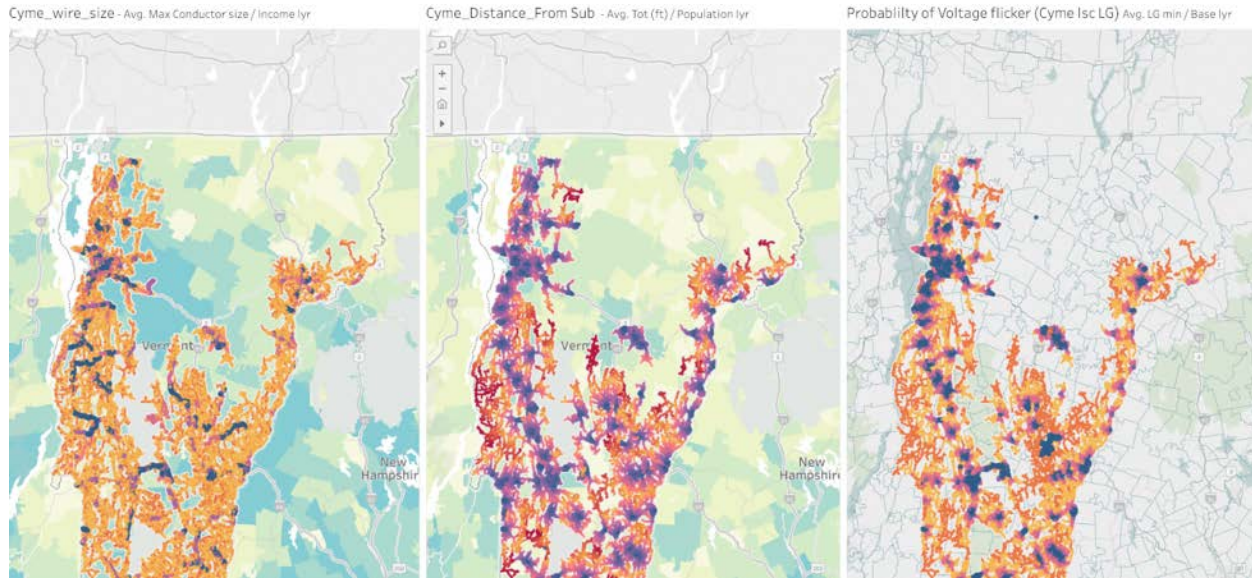 Cyme_wire_size - Avg. Max Conductor size / Income lyr
Cyme_Distance_From Sub - Avg. Tot (ft) / Population lyr
Probablilty of Voltage flicker (Cyme Isc LG) Avg. LG min / Base lyr
Vermont
New
Hampshire
Vermont
New
Hampshire